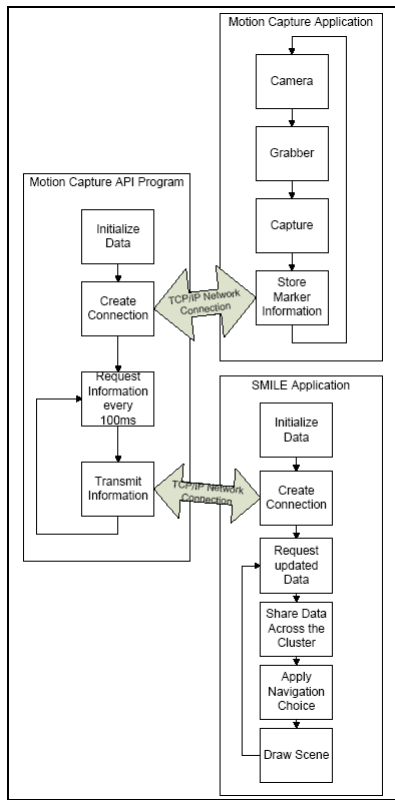 Motion Capture Application
Camera
Grabber
Capture
Store
Marker
Information
Motion Capture API Program
Initialize
Data
Create
Connection
Request
Information
every
100ms
Transmit
Information
TCP/IP Network
Connection
TCP/IP Network
Connection
SMILE Application
Initialize
Data
Create
Connection
Request
updated
Data
Share Data
Across the
Cluster
Apply
Navigation
Choice
Draw Scene